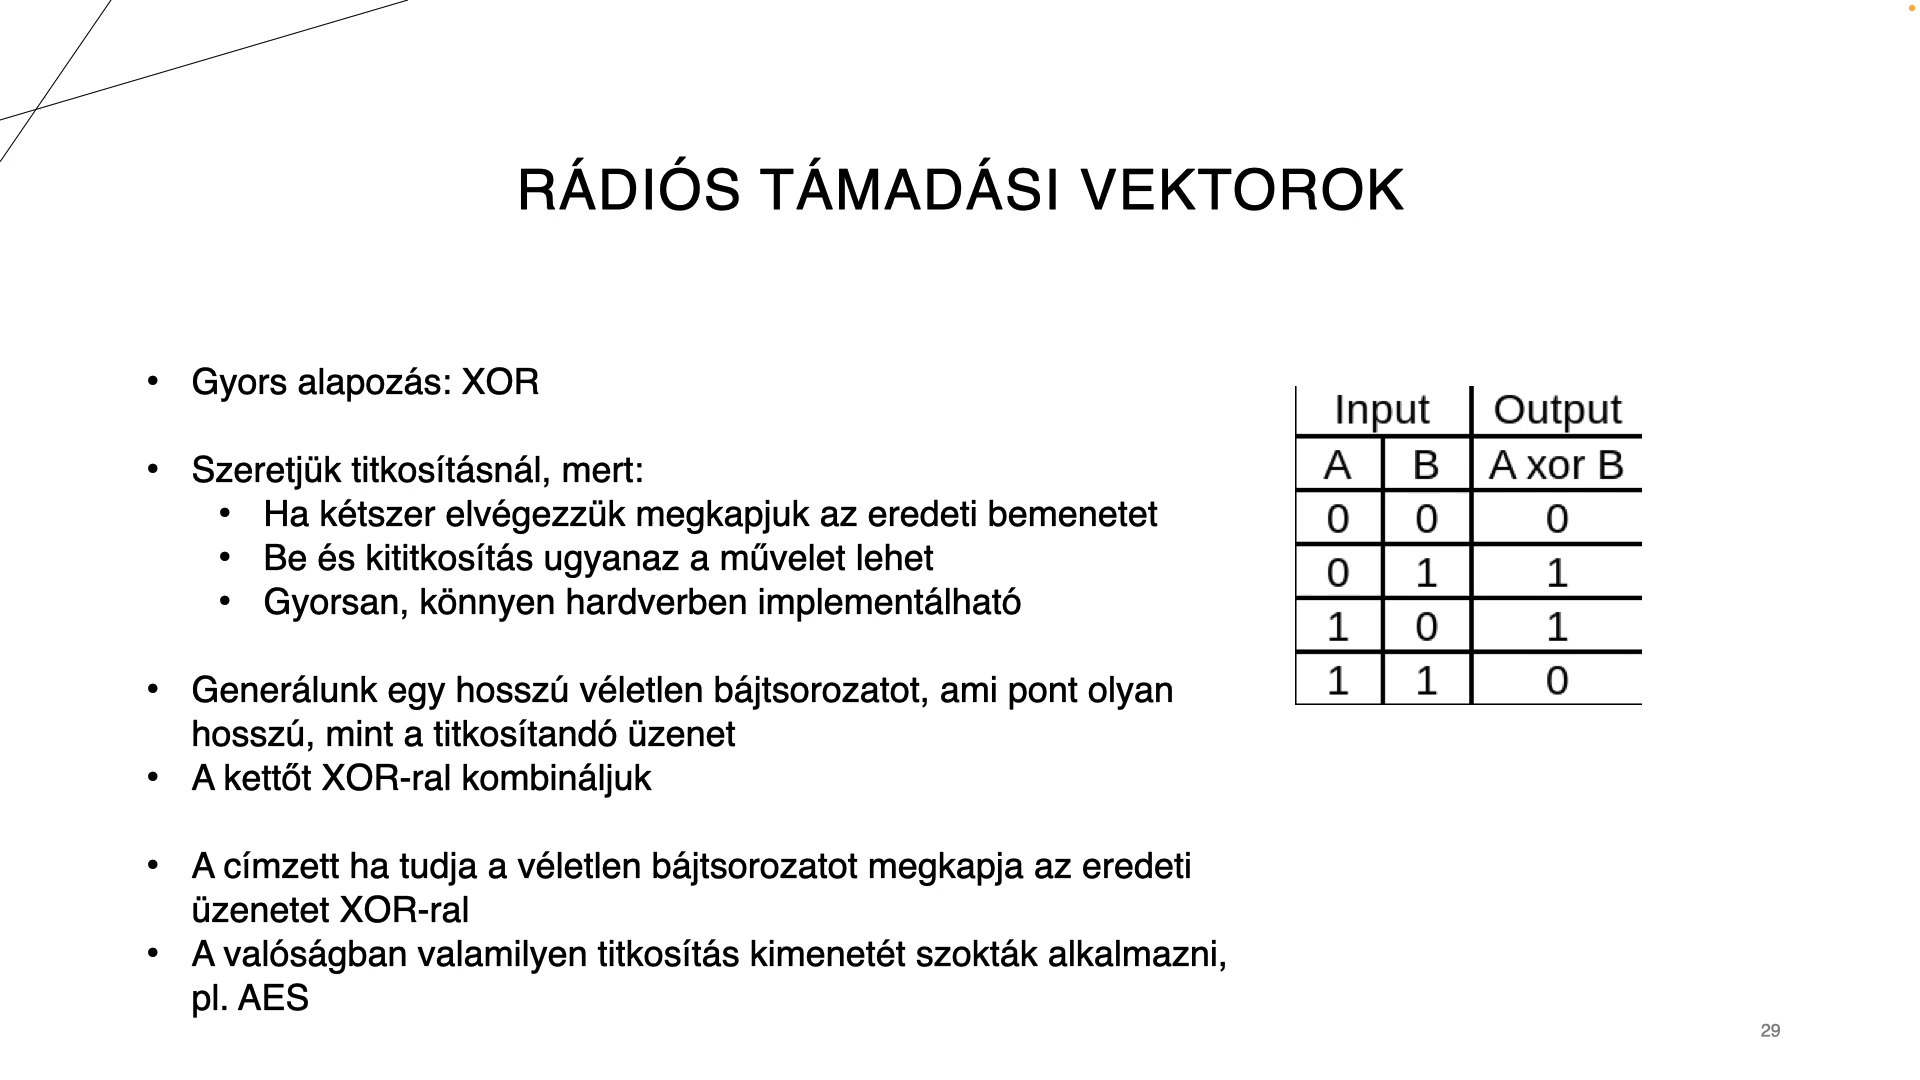 RÁDIÓS TÁMADÁSI VEKTOROK
• Gyors alapozás: XOR
• Szeretjük titkosításnál, mert:
• Ha kétszer elvégezzük megkapjuk az eredeti bemenetet
• Be és kititkosítás ugyanaz a művelet lehet
• Gyorsan, könnyen hardverben implementálható
• Generálunk egy hosszú véletlen bájtsorozatot, ami pont olyan
hosszú, mint a titkosítandó üzenet
• A kettőt XOR-ral kombináljuk
• A címzett ha tudja a véletlen bájtsorozatot megkapja az eredeti
üzenetet XOR-ral
• A valóságban valamilyen titkosítás kimenetét szokták alkalmazni,
pl. AES
Input Output
A B A xor B
0 0 0
0 1 1
1 0 1
1 1 0
29